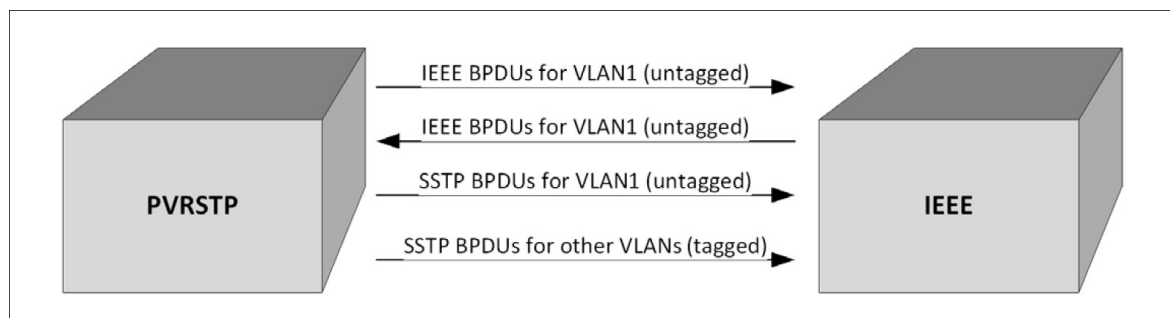 IEEE BPDUs for VLAN1 (untagged)
IEEE BPDUs for VLAN1 (untagged)
SSTP BPDUs for VLAN1 (untagged)
PVRSTP
IEEE
SSTP BPDUs for other VLANs (tagged)